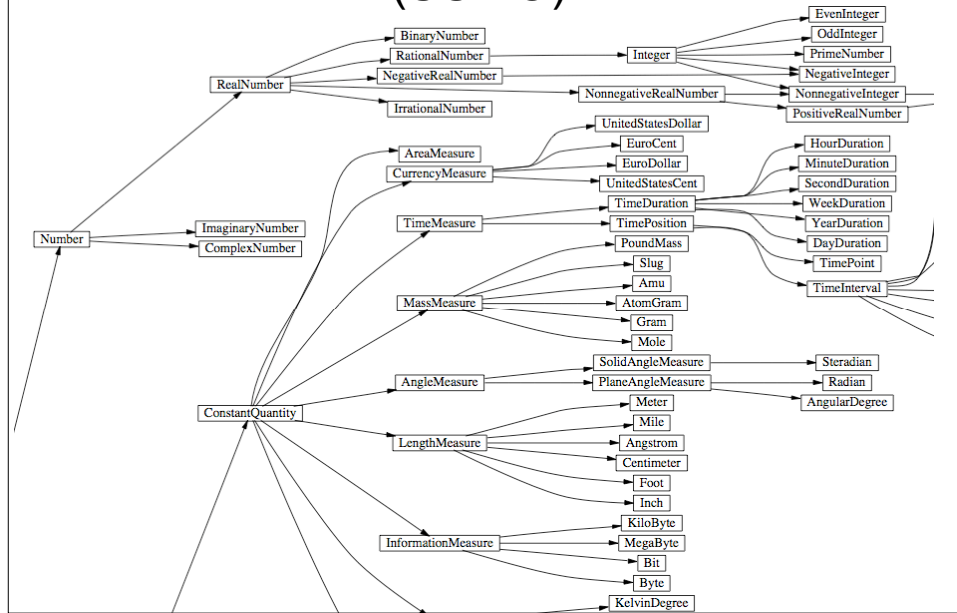 EvenInteger
BinaryNumber
OddInteger
RationalNumber
Integer
PrimeNumber
NegativeRealNumber
NegativeInteger
RealNumber
NonnegativeRealNumber
NonnegativeInteger
IrrationalNumber
PositiveRealNumber
UnitedStatesDollar
AreaMeasure
EuroCent
HourDuration
CurrencyMeasure
EuroDollar
MinuteDuration
UnitedStatesCent
SecondDuration
TimeDuration
WeekDuration
TimeMeasure
TimePosition
YearDuration
ImaginaryNumber
Number
ComplexNumber
PoundMass
DayDuration
Slug
TimePoint
Amu
TimeInterval
MassMeasure
AtomGram
Gram
Mole
SolidAngleMeasure
Steradian
AngleMeasure
PlaneAngleMeasure
Radian
Meter
AngularDegree
ConstantQuantity
Mile
LengthMeasure
Angstrom
Centimeter
Foot
Inch
KiloByte
InformationMeasure
MegaByte
Bit
Byte
KelvinDegree